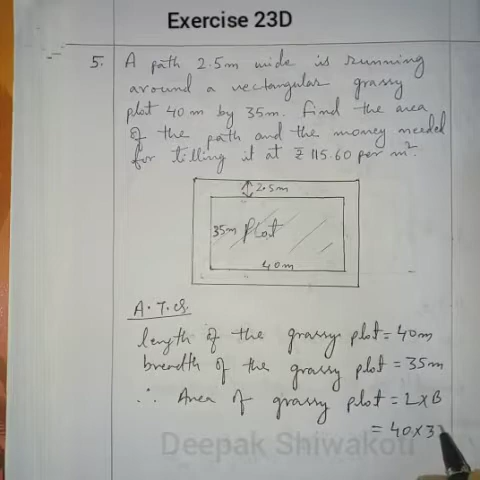 Exercise 23D
5. A path 2.5m wide is running
around a rectangular grassy
plot 40 m by 35m. Find the area
of the path and the money needed
for tilling it at ₹ 115.60 per m².
2.5m
35m Plot
40m
A.T.Q.
length of the grassy plot = 40m
breadth of the grassy plot = 35m
∴ Area of grassy plot = L×B
= 40×3
Deepak Shiwakoti